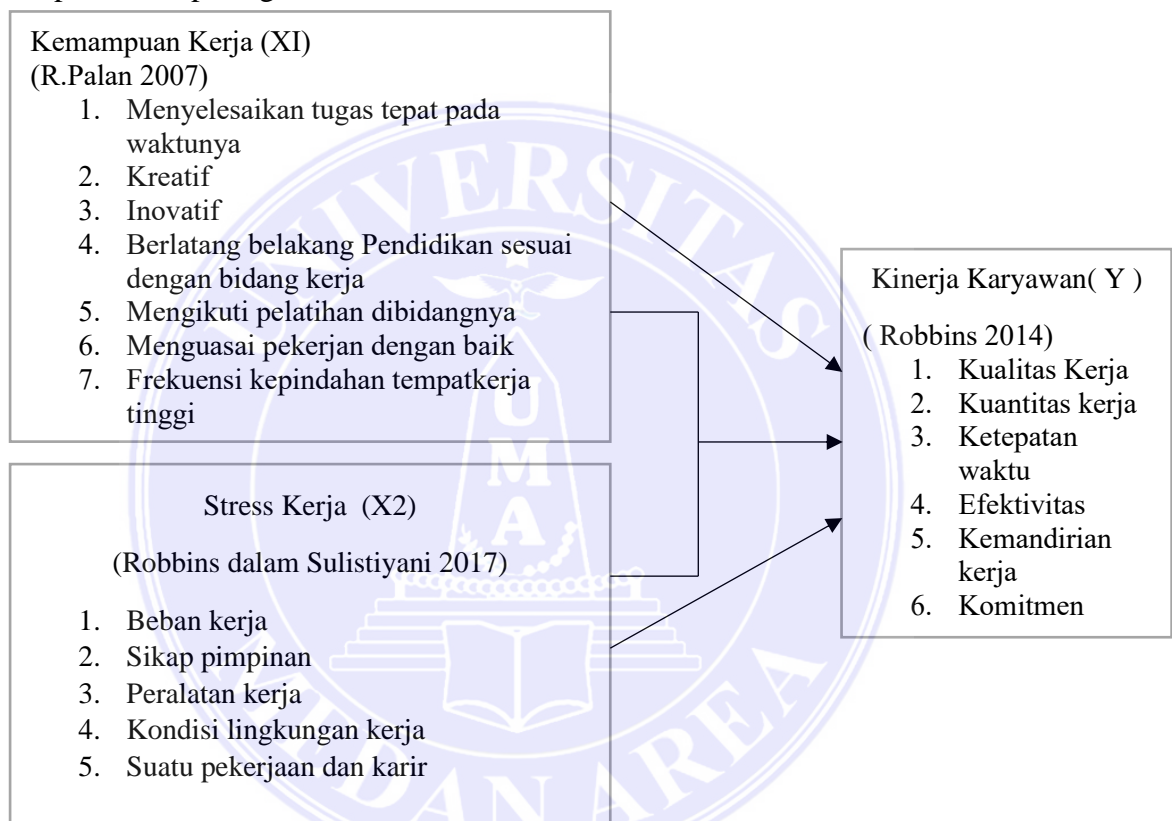 Kemampuan Kerja (XI)
(R.Palan 2007)
1. Menyelesaikan tugas tepat pada
waktunya
2. Kreatif
3. Inovatif
4. Berlatang belakang Pendidikan sesuai
dengan bidang kerja
5. Mengikuti pelatihan dibidangnya
6. Menguasai pekerjan dengan baik
7. Frekuensi kepindahan tempatkerja
tinggi
Stress Kerja (X2)
(Robbins dalam Sulistiyani 2017)
1. Beban kerja
2. Sikap pimpinan
3. Peralatan kerja
4. Kondisi lingkungan kerja
5. Suatu pekerjaan dan karir
Kinerja Karyawan( Y )
( Robbins 2014)
1. Kualitas Kerja
2. Kuantitas kerja
3. Ketepatan
waktu
4. Efektivitas
5. Kemandirian
kerja
6. Komitmen
UNIVERSITAS
UMA
MEDAN AREA